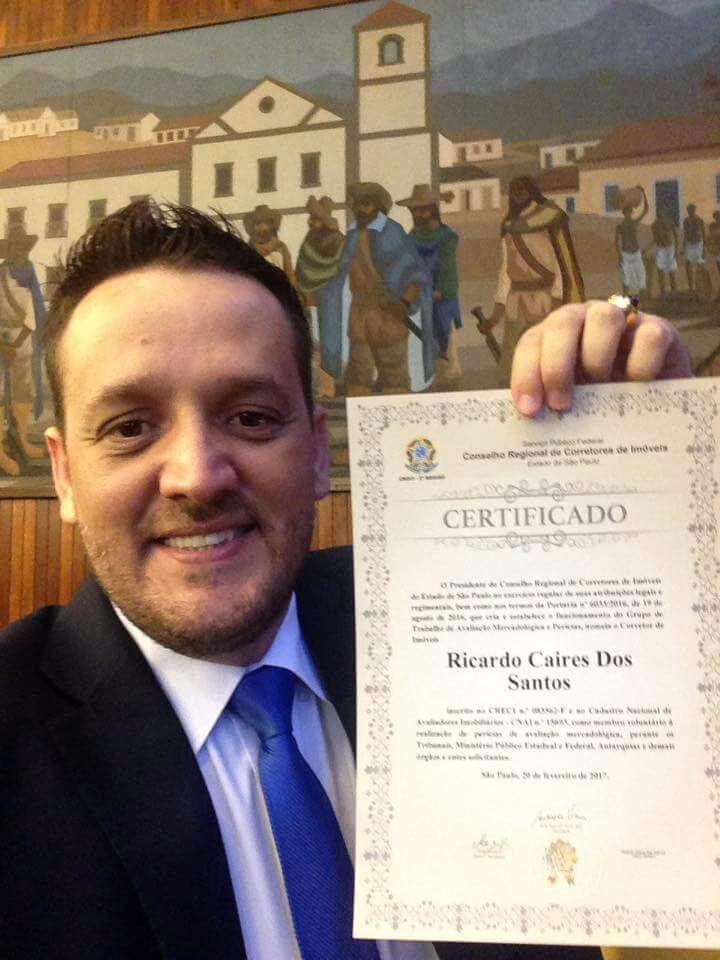 Serviço Público Federal
Conselho Regional de Corretores de Imóveis
Estado de São Paulo
CRECI - 2ª REGIÃO
CERTIFICADO
O Presidente do Conselho Regional de Corretores de Imóveis
do Estado de São Paulo no exercício regular de suas atribuições legais e
regimentais, bem como nos termos da Portaria n° 6033/2016, de 19 de
agosto de 2016, que cria e estabelece o funcionamento do Grupo de
Trabalho de Avaliação Mercadológica e Perícias, nomeia o Corretor de
Imóveis
Ricardo Caires Dos
Santos
inscrito no CRECI n.° 083562-F e no Cadastro Nacional de
Avaliadores Imobiliários - CNAI n.° 15693, como membro voluntário à
realização de perícias de avaliação mercadológica, perante os
Tribunais, Ministério Público Estadual e Federal, Autarquias e demais
órgãos e entes solicitantes.
São Paulo, 20 de fevereiro de 2017.